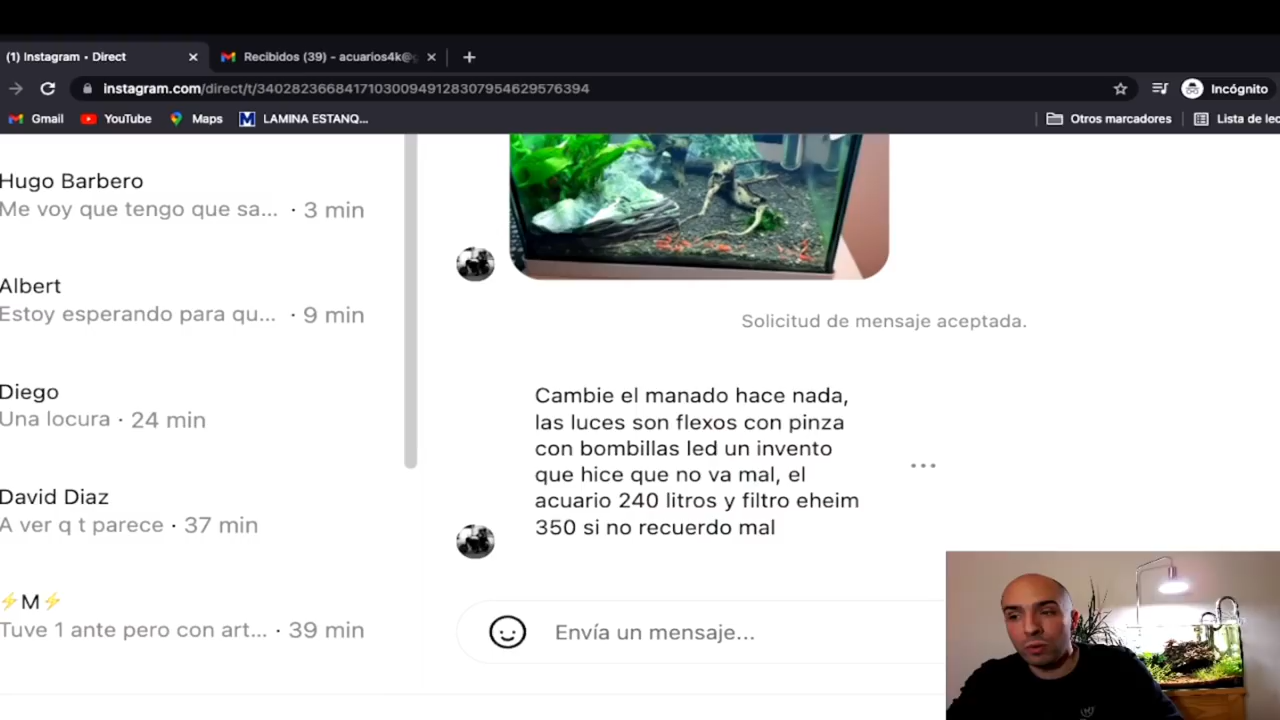 (1) Instagram • Direct
Recibidos (39) - acuarios4k@
instagram.com/direct/t/340282366841710300949128307954629576394
Incógnito
Gmail
YouTube
Maps
LAMINA ESTANQ...
Otros marcadores
Lista de lec
Hugo Barbero
Me voy que tengo que sa... · 3 min
Albert
Estoy esperando para qu... · 9 min
Diego
Una locura · 24 min
David Diaz
A ver q t parece · 37 min
⚡M⚡
Tuve 1 ante pero con art... · 39 min
Solicitud de mensaje aceptada.
Cambie el manado hace nada,
las luces son flexos con pinza
con bombillas led un invento
que hice que no va mal, el
acuario 240 litros y filtro eheim
350 si no recuerdo mal
Envía un mensaje...